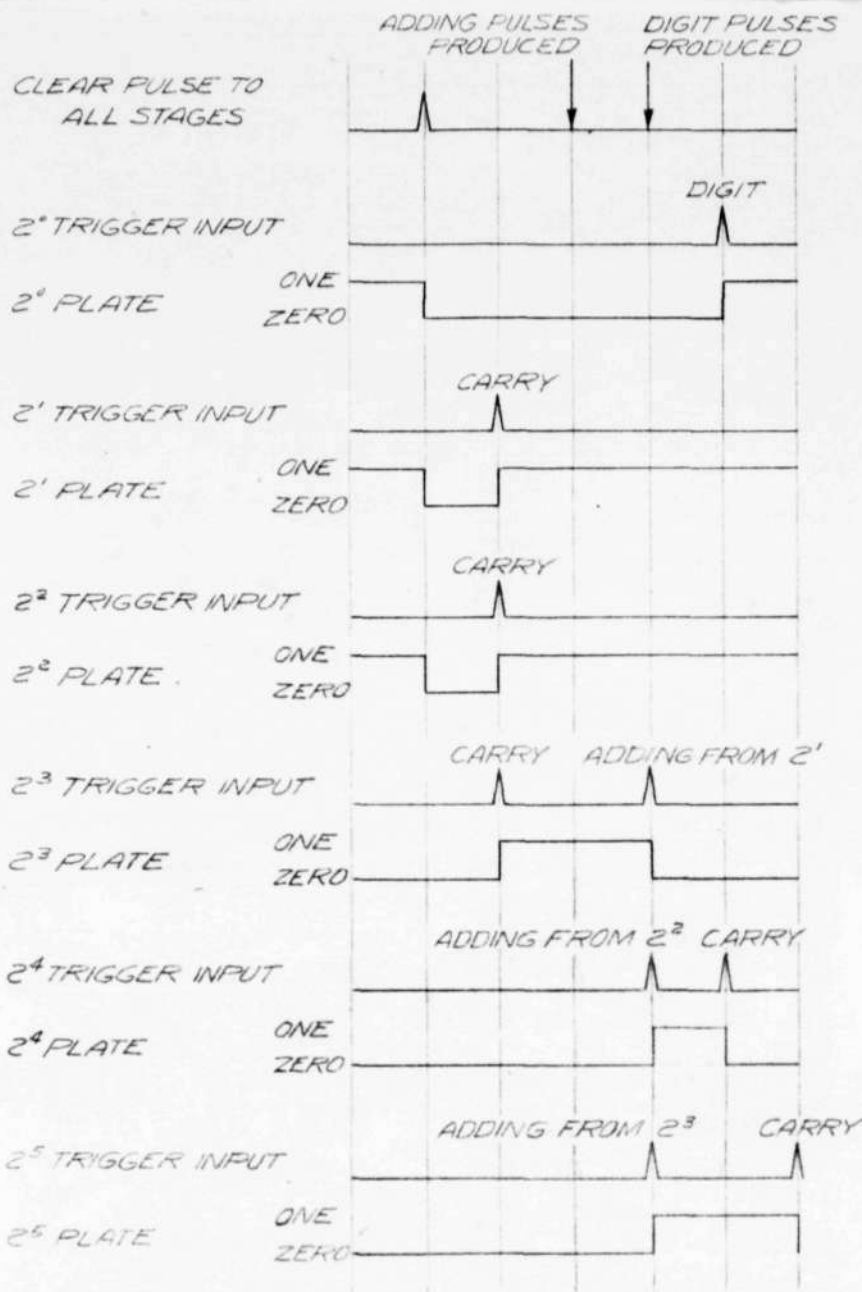 ADDING PULSES PRODUCED
DIGIT PULSES PRODUCED
CLEAR PULSE TO
ALL STAGES
DIGIT
2⁰ TRIGGER INPUT
ONE
2⁰ PLATE
ZERO
CARRY
2¹ TRIGGER INPUT
ONE
2¹ PLATE
ZERO
CARRY
2² TRIGGER INPUT
ONE
2² PLATE
ZERO
CARRY ADDING FROM 2¹
2³ TRIGGER INPUT
ONE
2³ PLATE
ZERO
ADDING FROM 2² CARRY
2⁴ TRIGGER INPUT
ONE
2⁴ PLATE
ZERO
ADDING FROM 2³ CARRY
2⁵ TRIGGER INPUT
ONE
2⁵ PLATE
ZERO